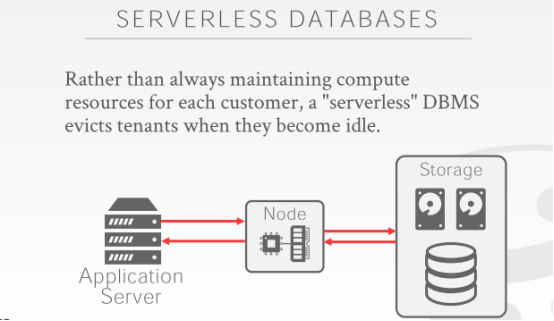 SERVERLESS DATABASES
Rather than always maintaining compute
resources for each customer, a "serverless" DBMS
evicts tenants when they become idle.
Storage
Node
Application
Server